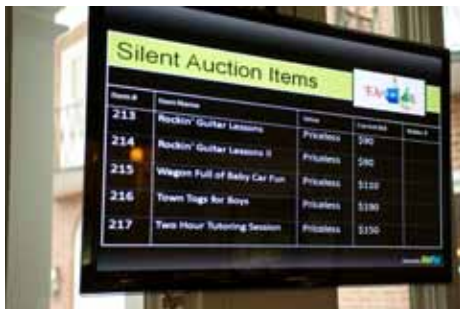 Silent Auction Items
Item # Item Name Value Current Bid Bidder #
213 Rockin' Guitar Lessons Priceless $90
214 Rockin' Guitar Lessons II Priceless $90
215 Wagon Full of Baby Car Fun Priceless $110
216 Town Togs for Boys Priceless $190
217 Two Hour Tutoring Session Priceless $150